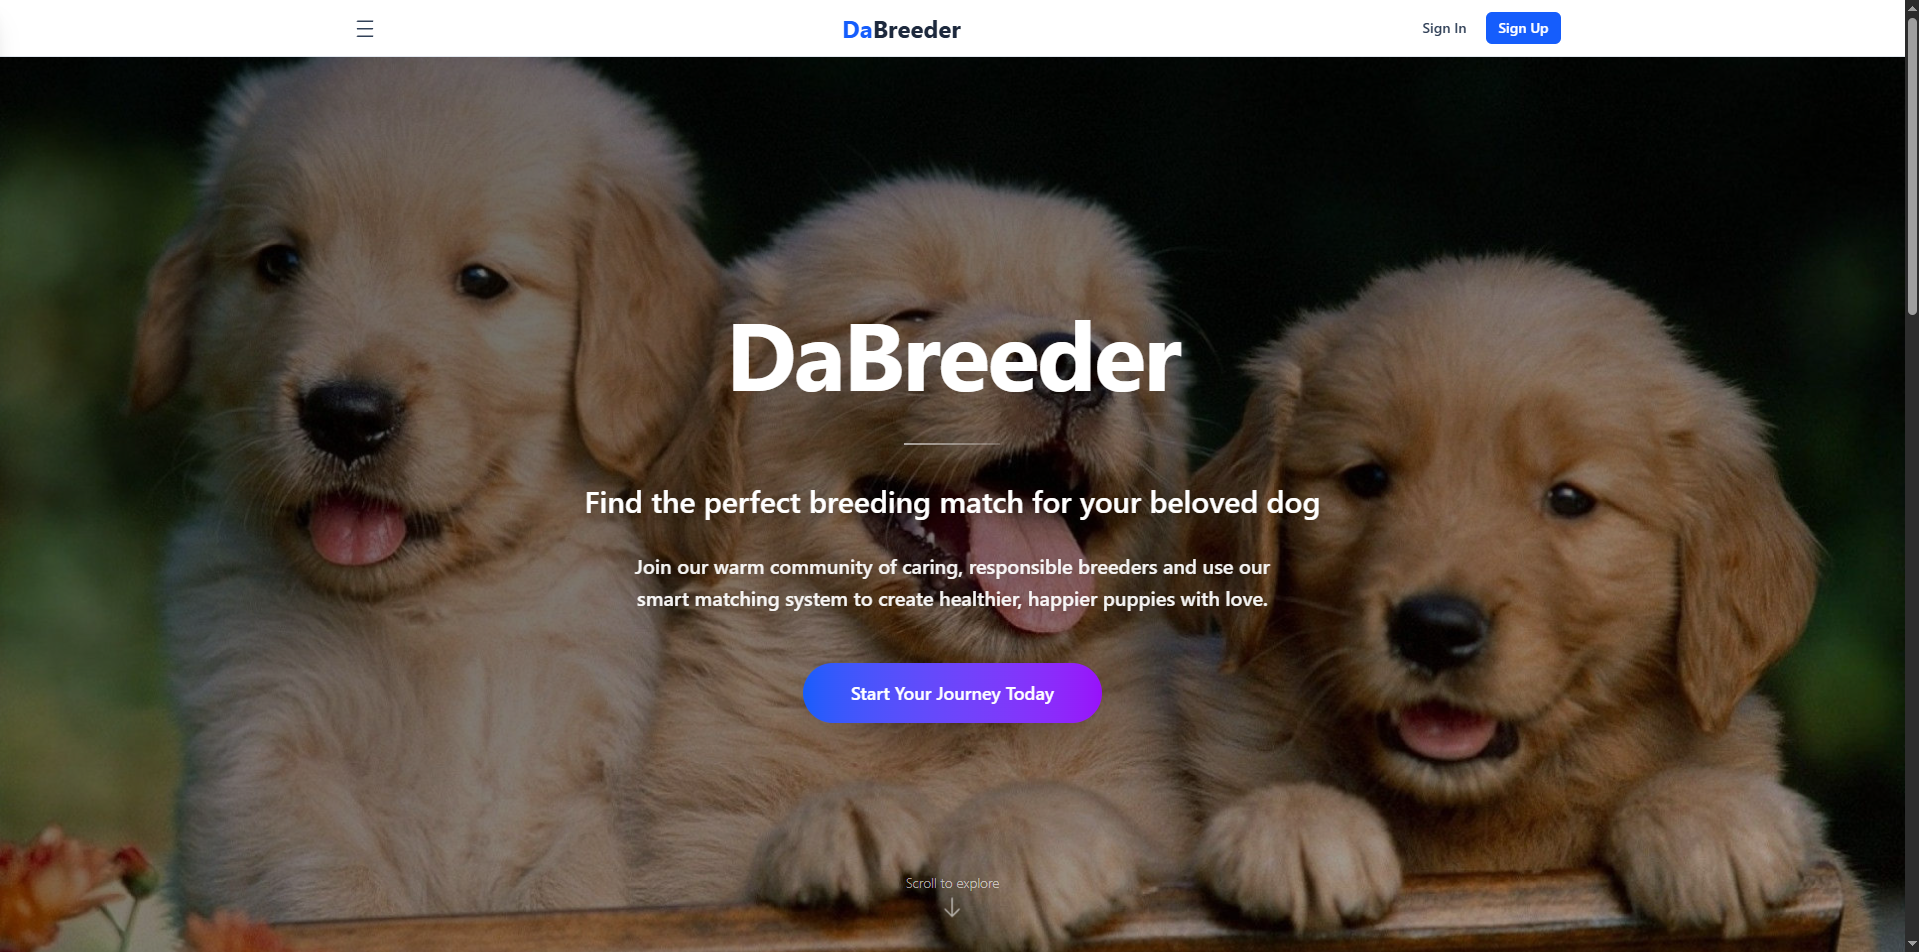 DaBreeder
Sign In
Sign Up
DaBreeder
Find the perfect breeding match for your beloved dog
Join our warm community of caring, responsible breeders and use our
smart matching system to create healthier, happier puppies with love.
Start Your Journey Today
Scroll to explore